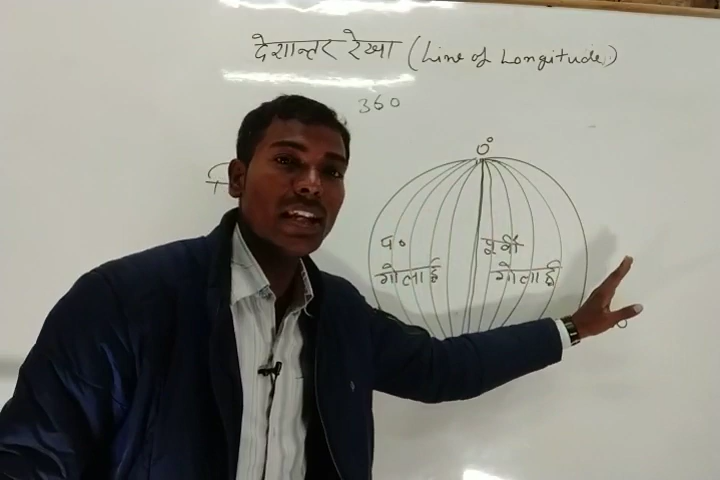 देशान्तर रेखा (Line of Longitude)
360
0°
प० पूर्वी
गोलार्द्ध गोलार्द्ध